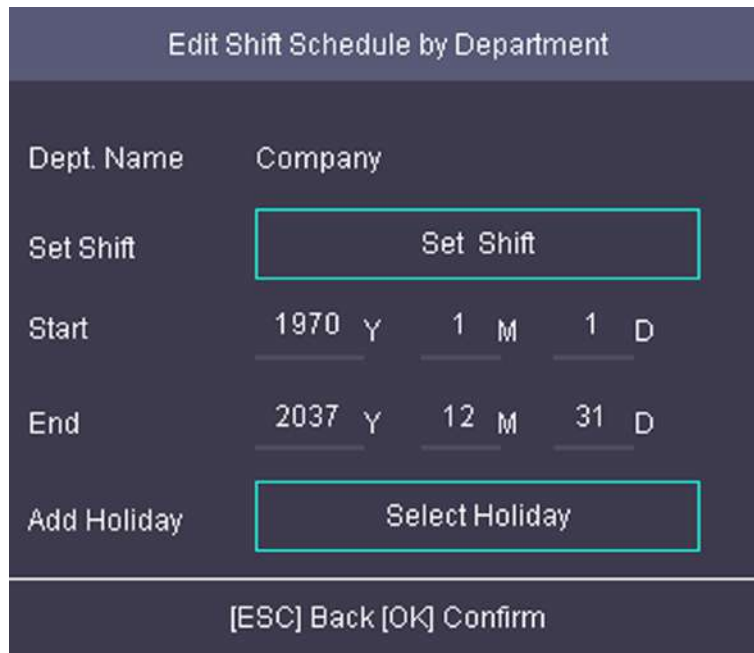 Edit Shift Schedule by Department
Dept. Name Company
Set Shift Set Shift
Start 1970 Y 1 M 1 D
End 2037 Y 12 M 31 D
Add Holiday Select Holiday
[ESC] Back [OK] Confirm